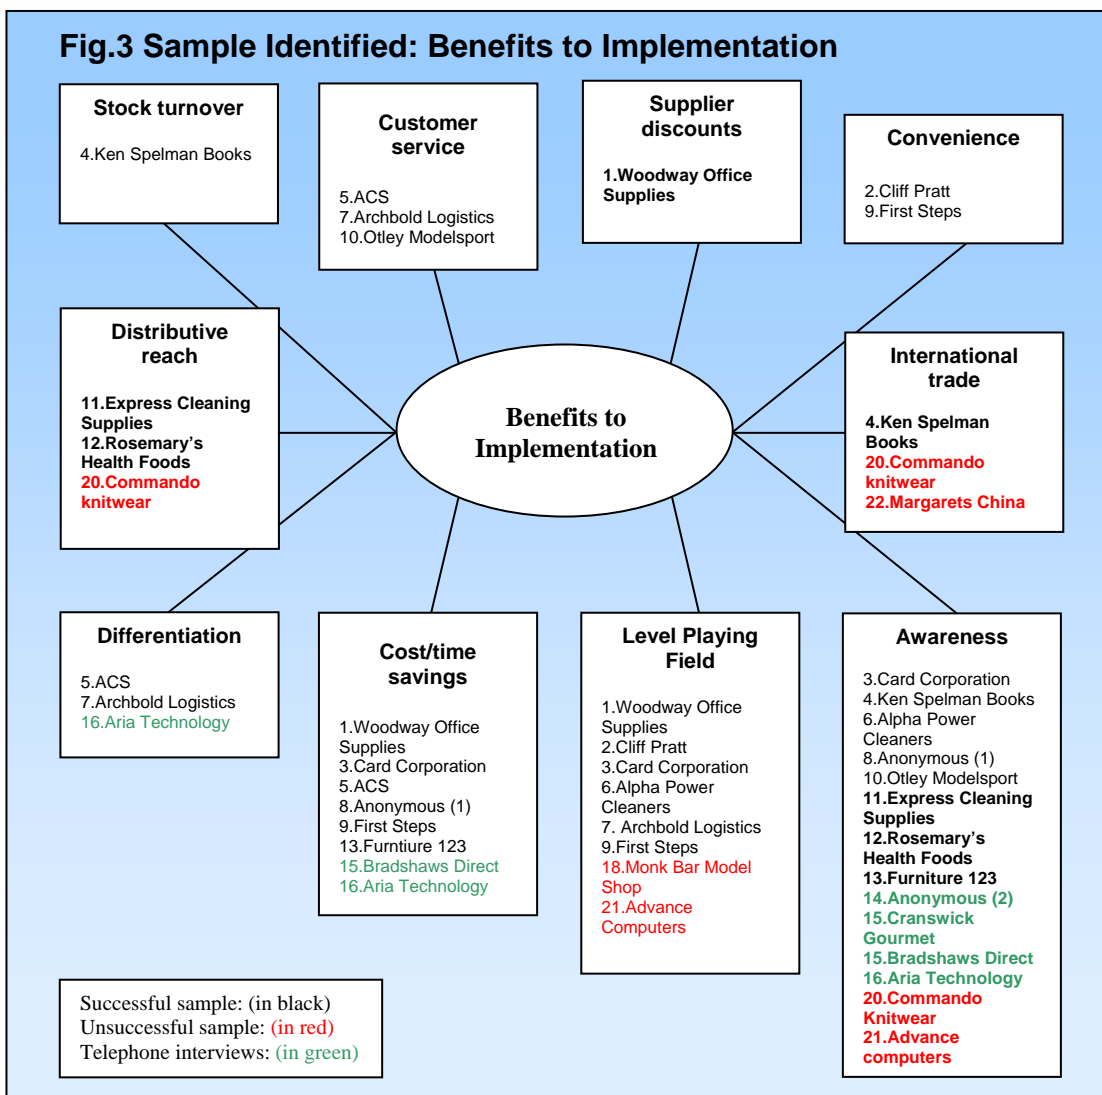 Fig.3 Sample Identified: Benefits to Implementation
Stock turnover
4.Ken Spelman Books
Customer
service
5.ACS
7.Archbold Logistics
10.Otley Modelsport
Supplier
discounts
1.Woodway Office
Supplies
Convenience
2.Cliff Pratt
9.First Steps
Distributive
reach
11.Express Cleaning
Supplies
12.Rosemary's
Health Foods
20.Commando
knitwear
Benefits to
Implementation
International
trade
4.Ken Spelman
Books
20.Commando
knitwear
22.Margarets China
Differentiation
5.ACS
7.Archbold Logistics
16.Aria Technology
Cost/time
savings
1.Woodway Office
Supplies
3.Card Corporation
5.ACS
8.Anonymous (1)
9.First Steps
13.Furntiure 123
15.Bradshaws Direct
16.Aria Technology
Level Playing
Field
1.Woodway Office
Supplies
2.Cliff Pratt
3.Card Corporation
6.Alpha Power
Cleaners
7. Archbold Logistics
9.First Steps
18.Monk Bar Model
Shop
21.Advance
Computers
Awareness
3.Card Corporation
4.Ken Spelman Books
6.Alpha Power
Cleaners
8.Anonymous (1)
10.Otley Modelsport
11.Express Cleaning
Supplies
12.Rosemary's
Health Foods
13.Furniture 123
14.Anonymous (2)
15.Cranswick
Gourmet
15.Bradshaws Direct
16.Aria Technology
20.Commando
Knitwear
21.Advance
computers
Successful sample: (in black)
Unsuccessful sample: (in red)
Telephone interviews: (in green)